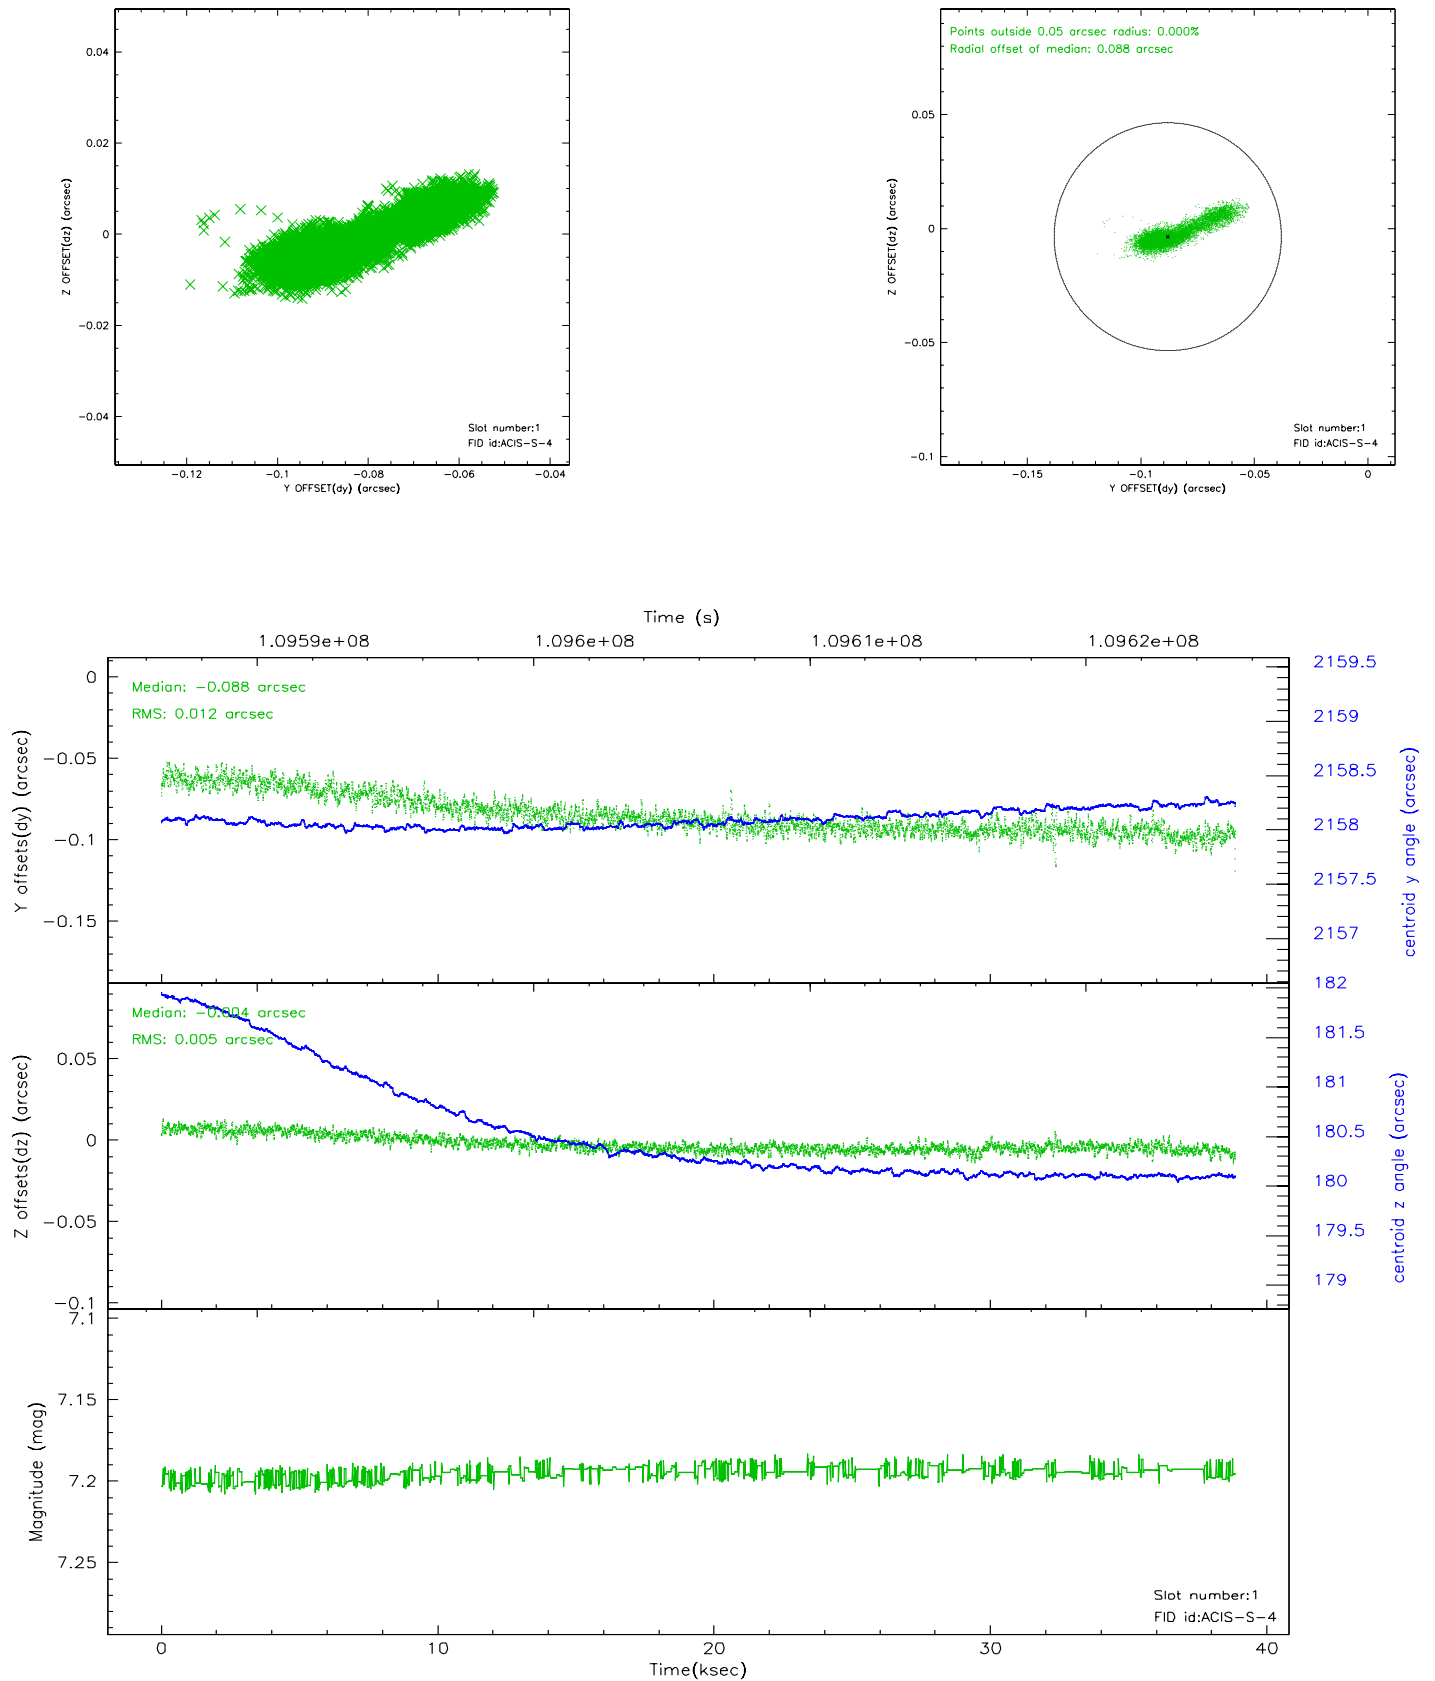 0.04
0.02
0
−0.02
−0.04
Z OFFSET(dz) (arcsec)
−0.12
−0.1
−0.08
−0.06
−0.04
Y OFFSET(dy) (arcsec)
Slot number:1
FID id:ACIS−S−4
Points outside 0.05 arcsec radius: 0.000%
Radial offset of median: 0.088 arcsec
0.05
0
−0.05
−0.1
Z OFFSET(dz) (arcsec)
−0.15
−0.1
−0.05
0
Y OFFSET(dy) (arcsec)
Slot number:1
FID id:ACIS−S−4
Time (s)
1.0959e+08
1.096e+08
1.0961e+08
1.0962e+08
Median: −0.088 arcsec
RMS: 0.012 arcsec
0
−0.05
−0.1
−0.15
Y offsets(dy) (arcsec)
2159.5
2159
2158.5
2158
2157.5
2157
centroid y angle (arcsec)
Median: −0.004 arcsec
RMS: 0.005 arcsec
0.05
0
−0.05
−0.1
Z offsets(dz) (arcsec)
182
181.5
181
180.5
180
179.5
179
centroid z angle (arcsec)
7.1
7.15
7.2
7.25
Magnitude (mag)
Slot number:1
FID id:ACIS−S−4
0
10
20
30
40
Time(ksec)